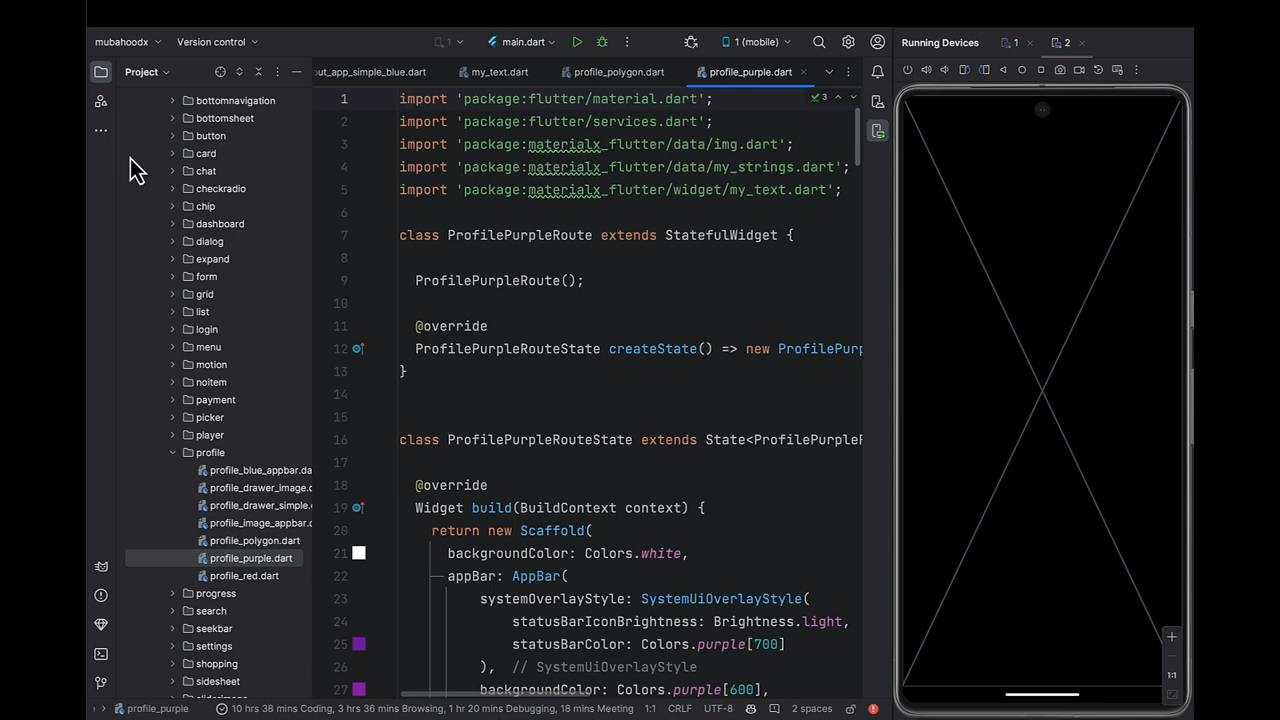 mubahoodx
Version control
1
main.dart
1 (mobile)
Running Devices
1
2
Project
out_app_simple_blue.dart
my_text.dart
profile_polygon.dart
profile_purple.dart
bottomnavigation
bottomsheet
button
card
chat
checkradio
chip
dashboard
dialog
expand
form
grid
list
login
menu
motion
noitem
payment
picker
player
profile
profile_blue_appbar.da
profile_drawer_image.d
profile_drawer_simple.d
profile_image_appbar.d
profile_polygon.dart
profile_purple.dart
profile_red.dart
progress
search
seekbar
settings
shopping
sidesheet
sliderimage
3
1 import 'package:flutter/material.dart';
2 import 'package:flutter/services.dart';
3 import 'package:materialx_flutter/data/img.dart';
4 import 'package:materialx_flutter/data/my_strings.dart';
5 import 'package:materialx_flutter/widget/my_text.dart';
6
7 class ProfilePurpleRoute extends StatefulWidget {
8
9 ProfilePurpleRoute();
10
11 @override
12 ProfilePurpleRouteState createState() => new ProfilePurp
13 }
14
15
16 class ProfilePurpleRouteState extends State<ProfilePurpleR
17
18 @override
19 Widget build(BuildContext context) {
20 return new Scaffold(
21 backgroundColor: Colors.white,
22 appBar: AppBar(
23 systemOverlayStyle: SystemUiOverlayStyle(
24 statusBarIconBrightness: Brightness.light,
25 statusBarColor: Colors.purple[700]
26 ), // SystemUiOverlayStyle
27 backgroundColor: Colors.purple[600],
1:1
profile_purple.
10 hrs 38 mins Coding, 3 hrs 36 mins Browsing, 1 hr 20 mins Debugging, 18 mins Meeting
1:1
CRLF
UTF-8
2 spaces